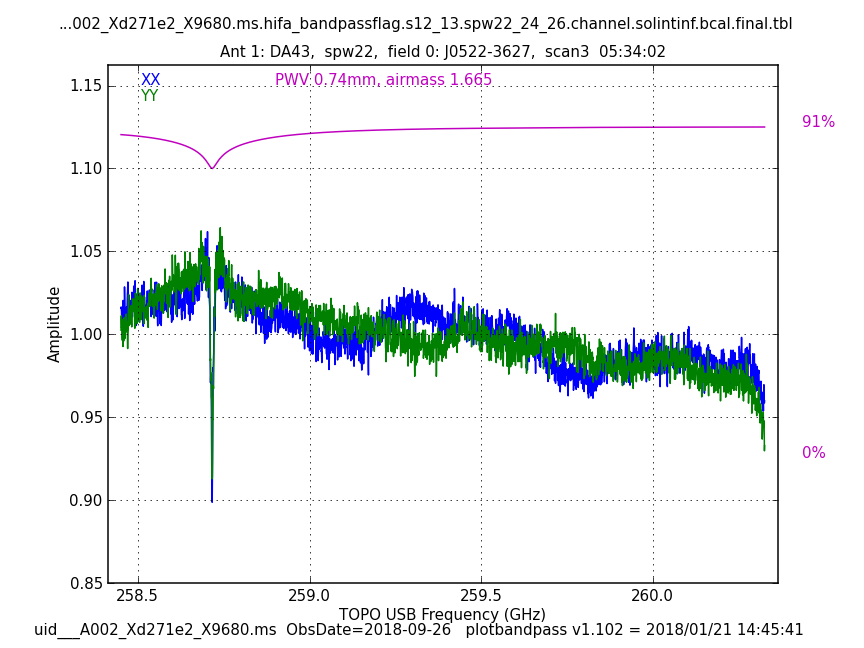 ...002_Xd271e2_X9680.ms.hifa_bandpassflag.s12_13.spw22_24_26.channel.solintinf.bcal.final.tbl
Ant 1: DA43,  spw22,  field 0: J0522-3627,  scan3  05:34:02
XX
YY
PWV 0.74mm, airmass 1.665
91%
0%
1.15
1.10
1.05
1.00
0.95
0.90
0.85
Amplitude
258.5
259.0
259.5
260.0
TOPO USB Frequency (GHz)
uid___A002_Xd271e2_X9680.ms  ObsDate=2018-09-26   plotbandpass v1.102 = 2018/01/21 14:45:41